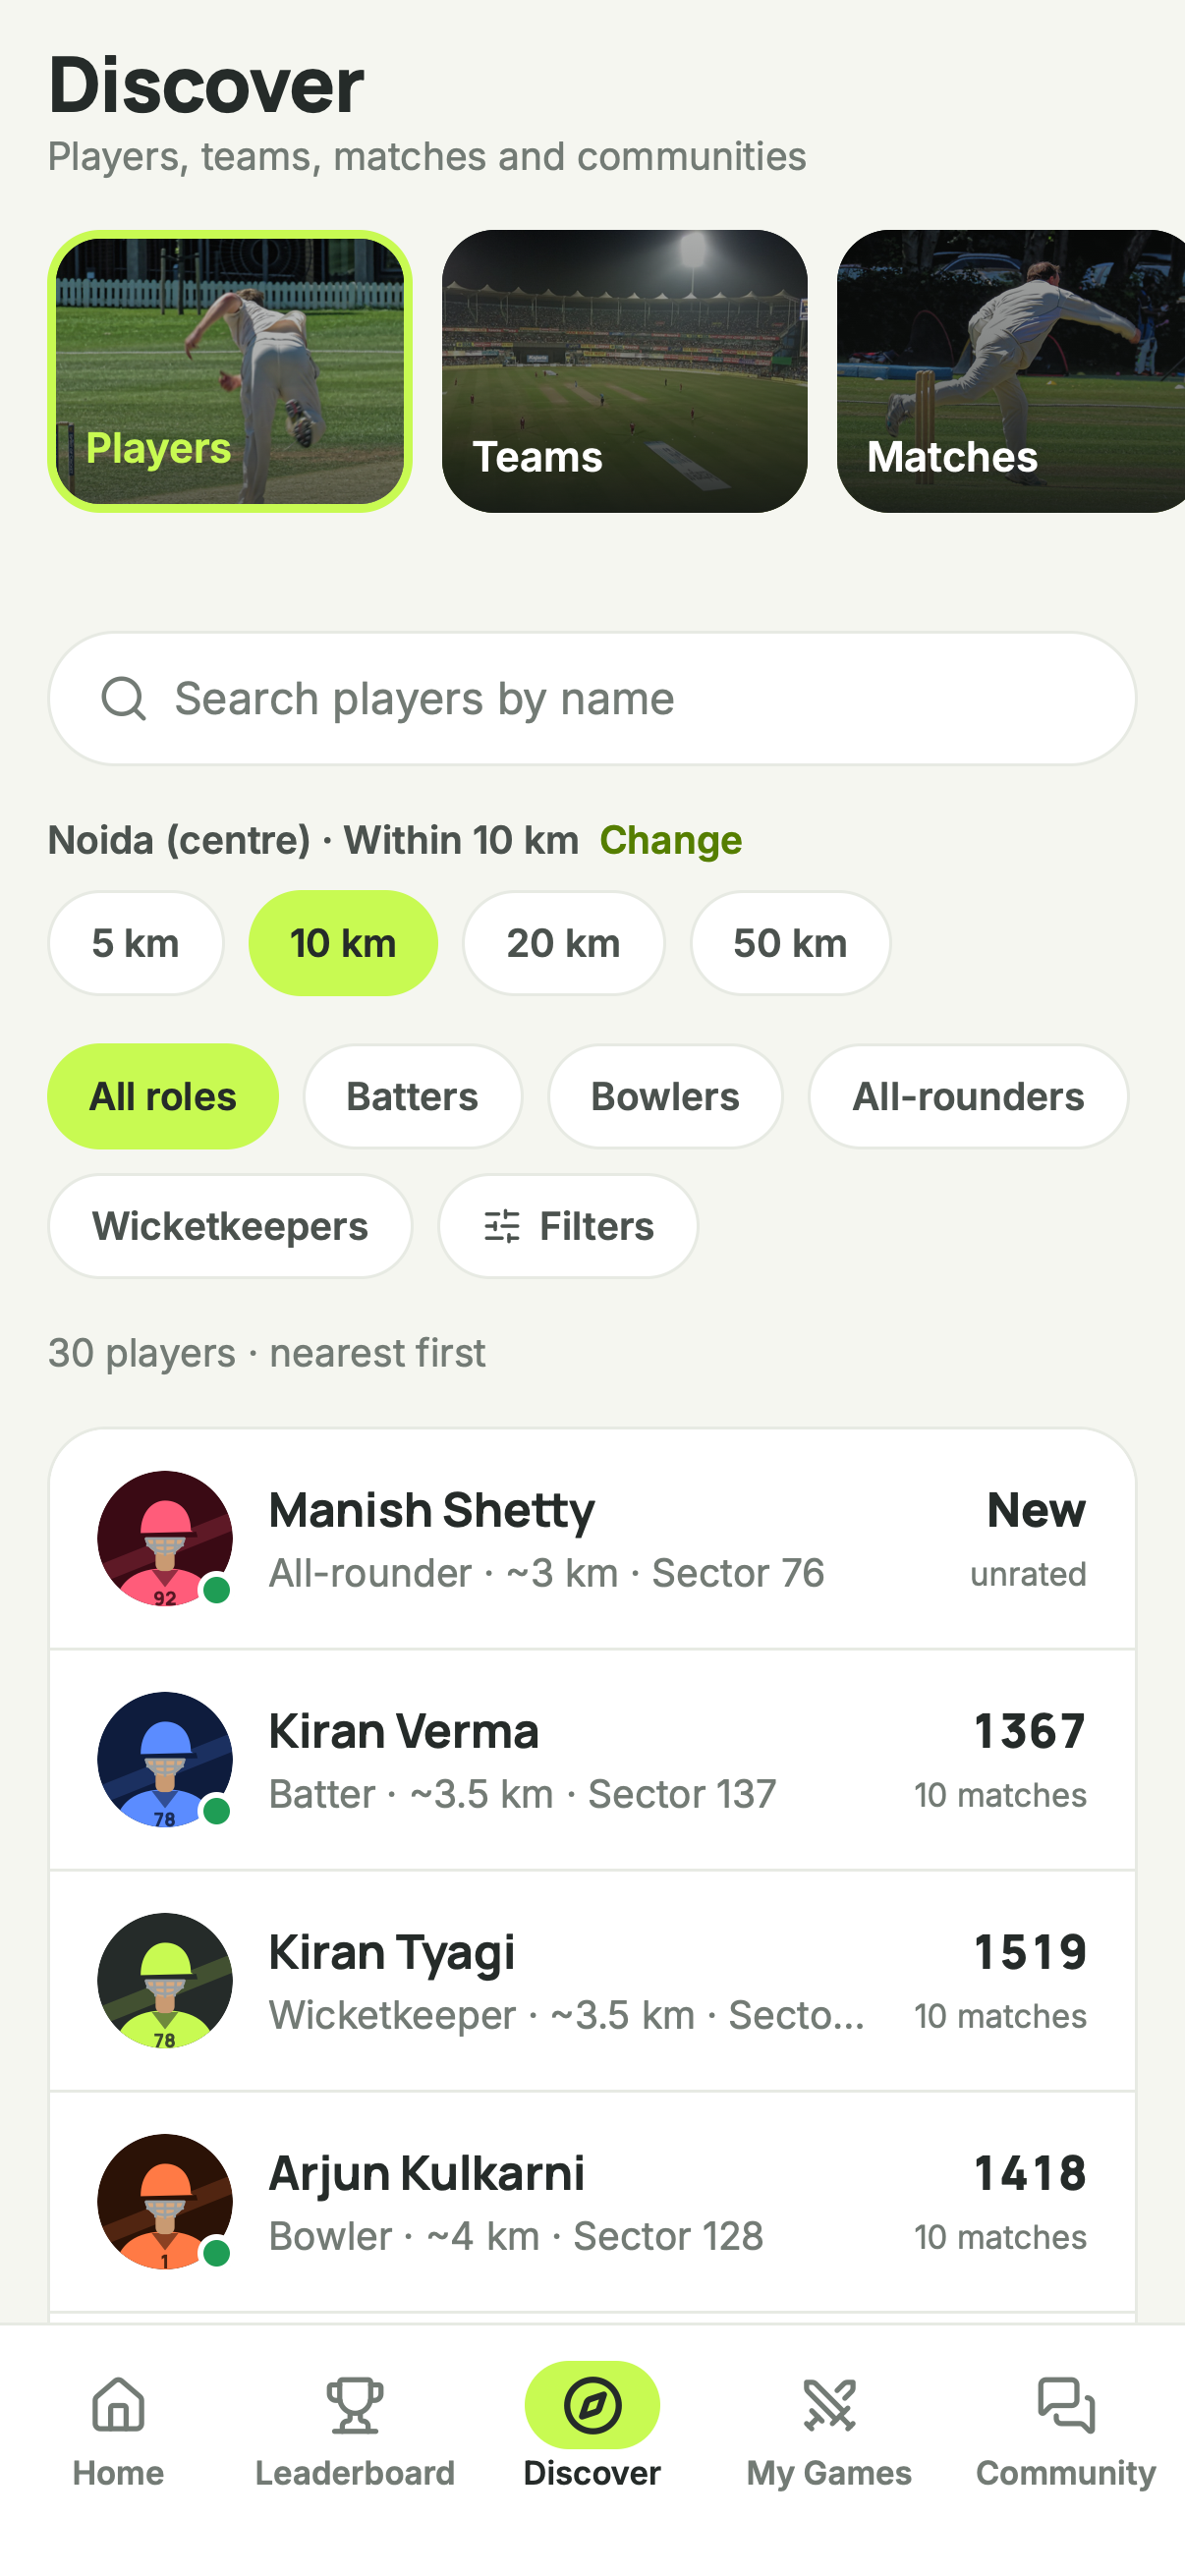 Discover
Players, teams, matches and communities
Players
Teams
Matches
Search players by name
Noida (centre) · Within 10 km Change
5 km
10 km
20 km
50 km
All roles
Batters
Bowlers
All-rounders
Wicketkeepers
Filters
30 players · nearest first
Manish Shetty
New
All-rounder · ~3 km · Sector 76
unrated
92
Kiran Verma
1367
Batter · ~3.5 km · Sector 137
10 matches
78
Kiran Tyagi
1519
Wicketkeeper · ~3.5 km · Secto...
10 matches
78
Arjun Kulkarni
1418
Bowler · ~4 km · Sector 128
10 matches
1
Home
Leaderboard
Discover
My Games
Community